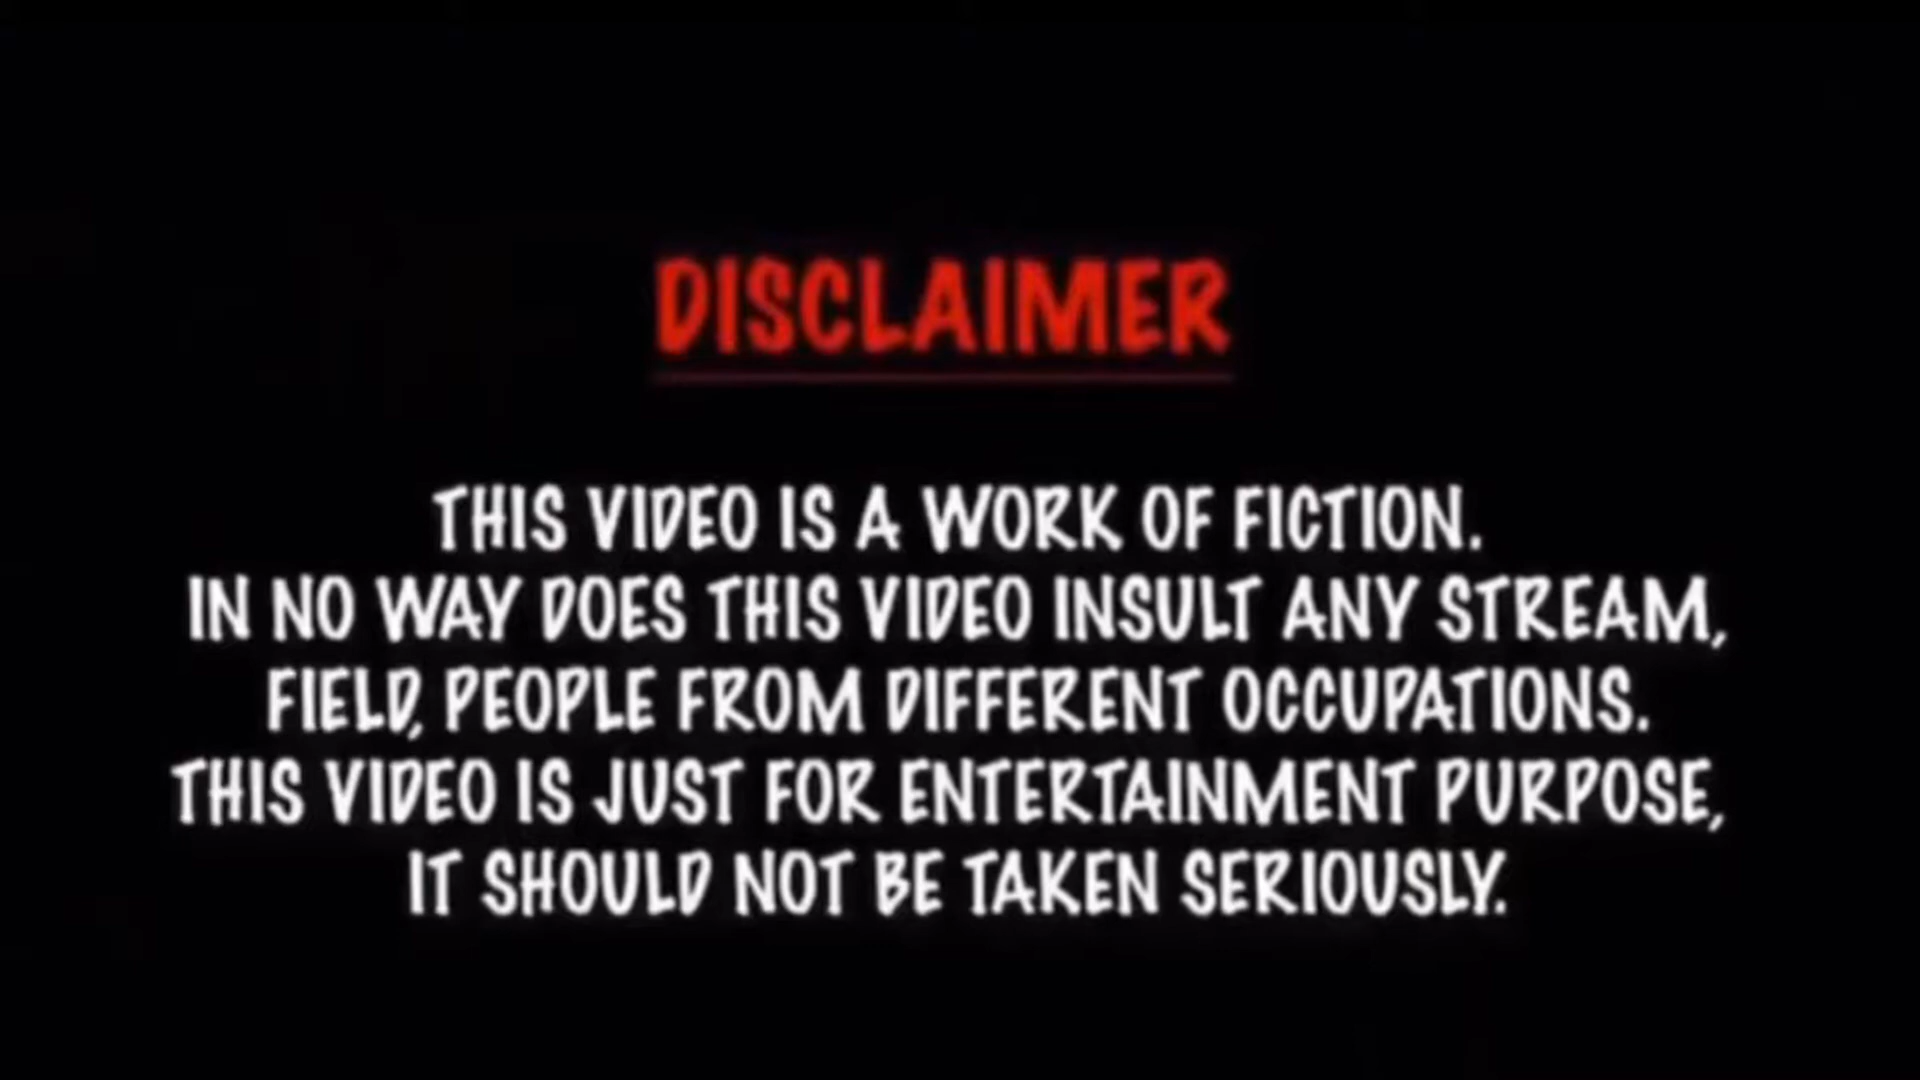 DISCLAIMER
THIS VIDEO IS A WORK OF FICTION.
IN NO WAY DOES THIS VIDEO INSULT ANY STREAM,
FIELD, PEOPLE FROM DIFFERENT OCCUPATIONS.
THIS VIDEO IS JUST FOR ENTERTAINMENT PURPOSE,
IT SHOULD NOT BE TAKEN SERIOUSLY.